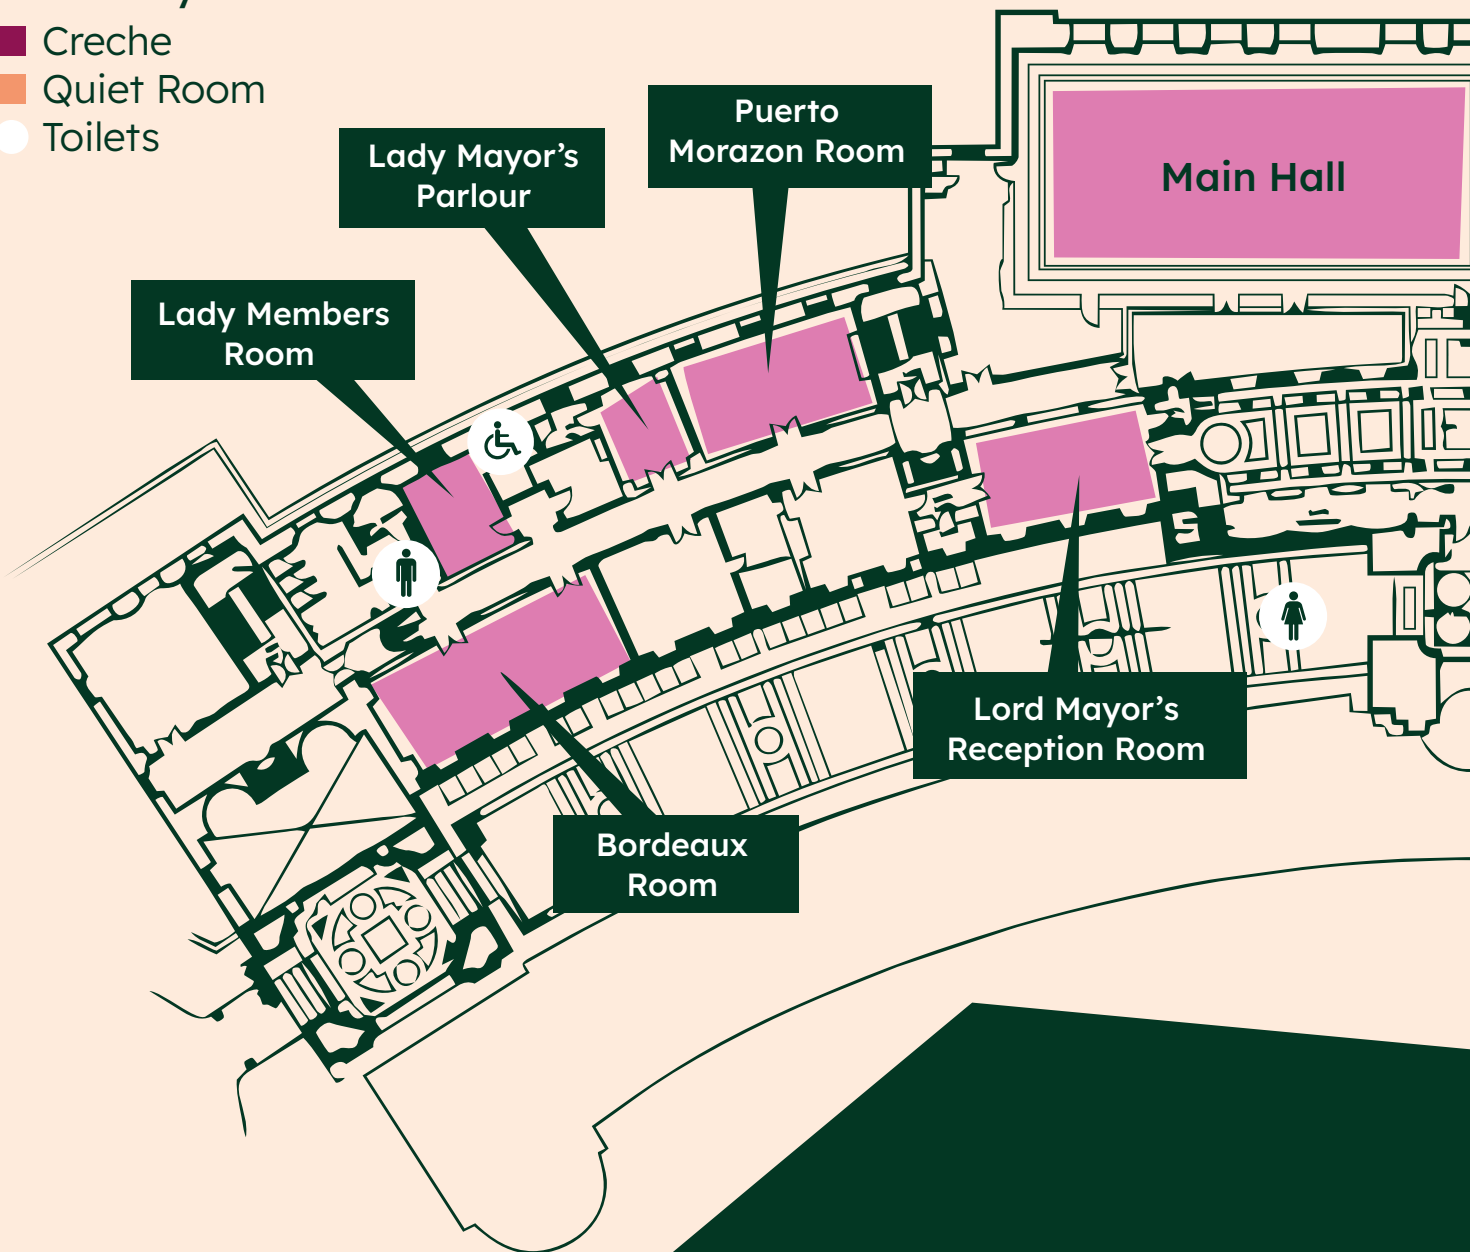 Creche
Quiet Room
Toilets
Puerto
Morazon Room
Lady Mayor’s
Parlour
Main Hall
Lady Members
Room
Lord Mayor’s
Reception Room
Bordeaux
Room